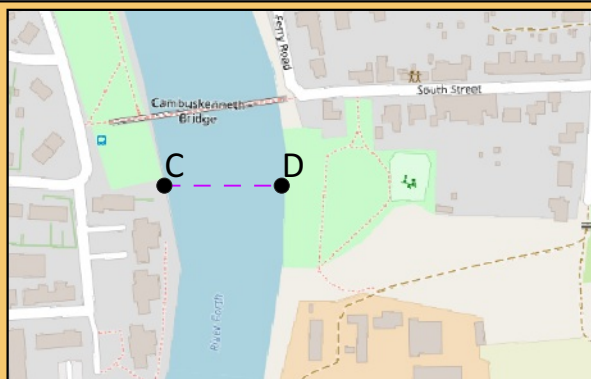 Ferry Road
Cambuskenneth
Bridge
South Street
C
D
River Forth